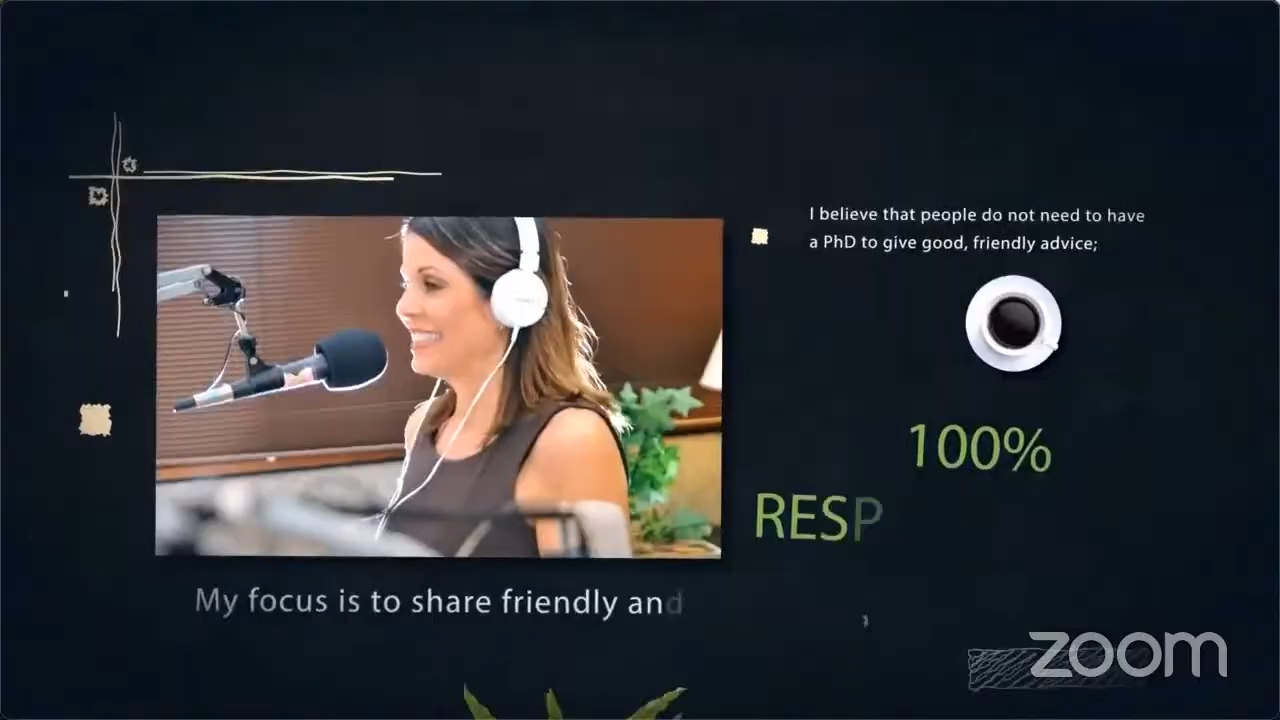 I believe that people do not need to have
a PhD to give good, friendly advice;
100%
RESP
My focus is to share friendly and
zoom